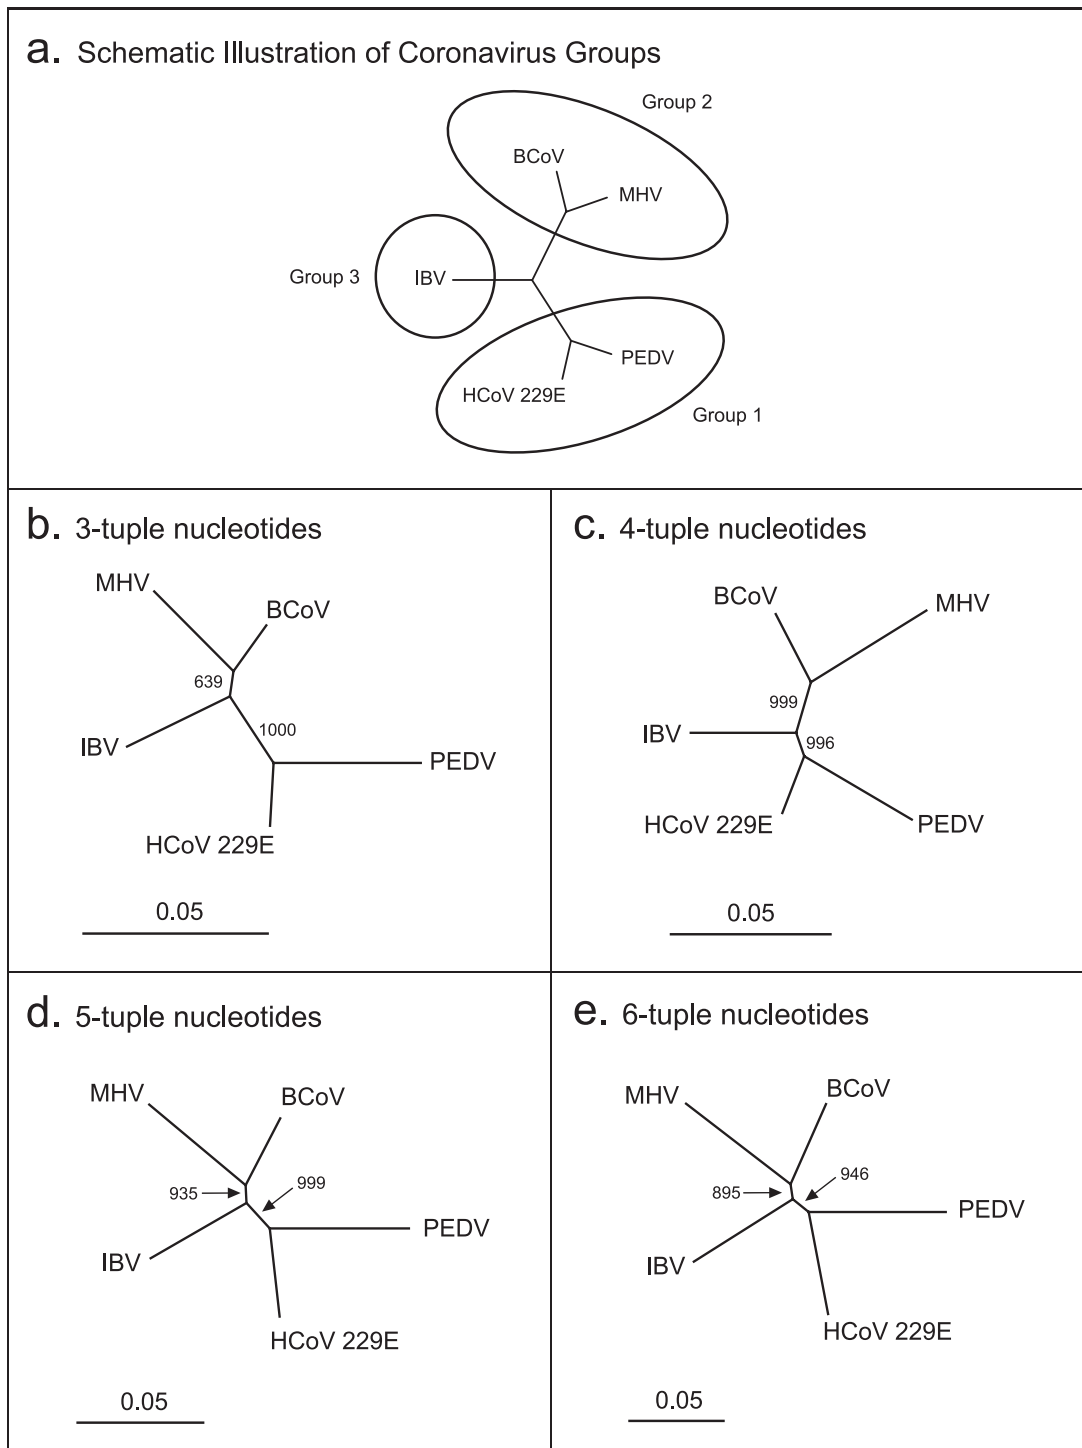 a. Schematic Illustration of Coronavirus Groups
Group 2
BCoV
MHV
Group 3
IBV
PEDV
HCoV 229E
Group 1
b. 3-tuple nucleotides
MHV
BCoV
639
1000
IBV
PEDV
HCoV 229E
0.05
c. 4-tuple nucleotides
BCoV
MHV
999
IBV
996
HCoV 229E
PEDV
0.05
d. 5-tuple nucleotides
MHV
BCoV
935
999
PEDV
IBV
HCoV 229E
0.05
e. 6-tuple nucleotides
MHV
BCoV
895
946
PEDV
IBV
HCoV 229E
0.05